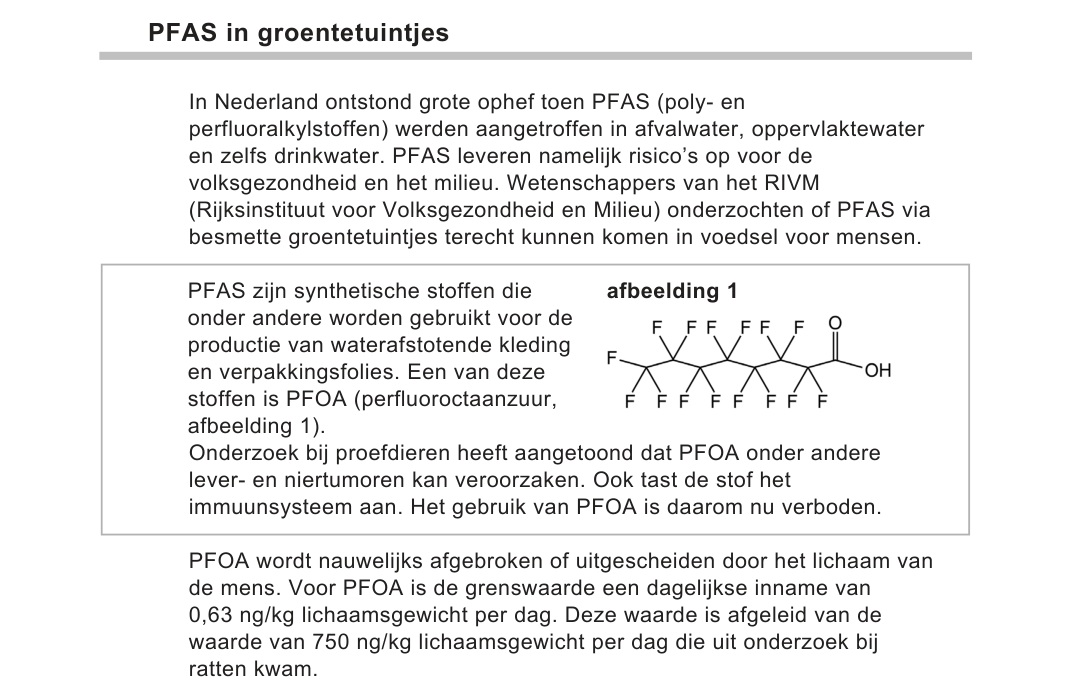 PFAS in groentetuintjes
In Nederland ontstond grote ophef toen PFAS (poly- en
perfluoralkylstoffen) werden aangetroffen in afvalwater, oppervlaktewater
en zelfs drinkwater. PFAS leveren namelijk risico's op voor de
volksgezondheid en het milieu. Wetenschappers van het RIVM
(Rijksinstituut voor Volksgezondheid en Milieu) onderzochten of PFAS via
besmette groentetuintjes terecht kunnen komen in voedsel voor mensen.
PFAS zijn synthetische stoffen die
onder andere worden gebruikt voor de
productie van waterafstotende kleding
en verpakkingsfolies. Een van deze
stoffen is PFOA (perfluoroctaanzuur,
afbeelding 1).
afbeelding 1
F F F F F F O
F
OH
F F F F F F F F
Onderzoek bij proefdieren heeft aangetoond dat PFOA onder andere
lever- en niertumoren kan veroorzaken. Ook tast de stof het
immuunsysteem aan. Het gebruik van PFOA is daarom nu verboden.
PFOA wordt nauwelijks afgebroken of uitgescheiden door het lichaam van
de mens. Voor PFOA is de grenswaarde een dagelijkse inname van
0,63 ng/kg lichaamsgewicht per dag. Deze waarde is afgeleid van de
waarde van 750 ng/kg lichaamsgewicht per dag die uit onderzoek bij
ratten kwam.